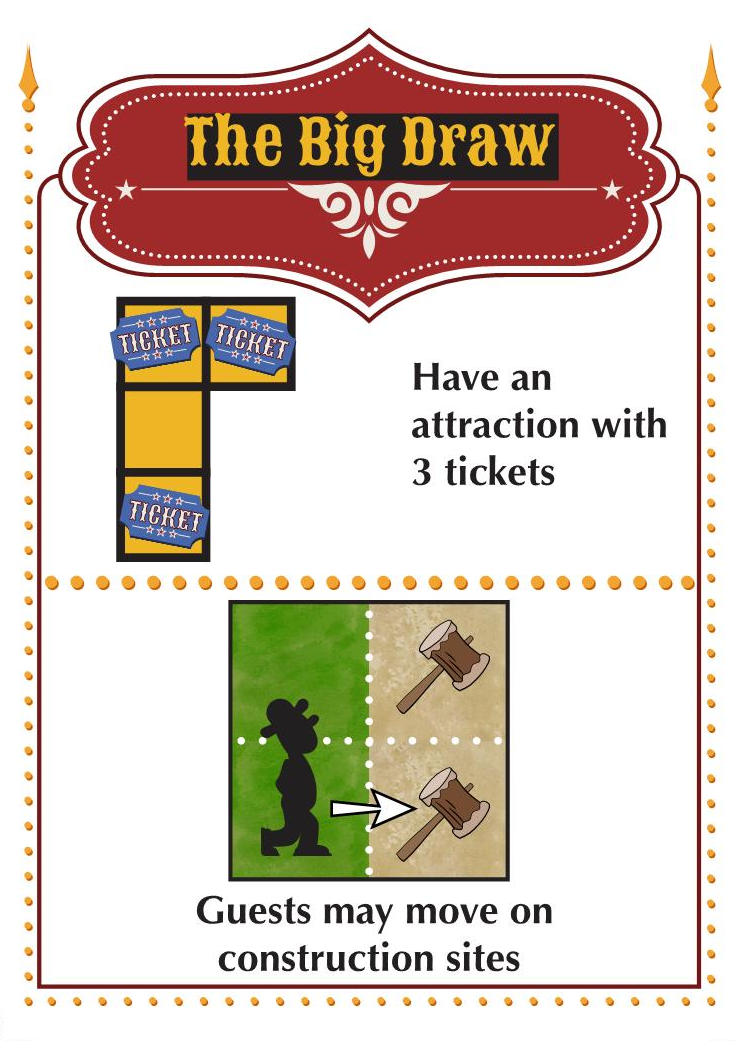 The Big Draw
TICKET
TICKET
Have an
attraction with
3 tickets
TICKET
Guests may move on
construction sites